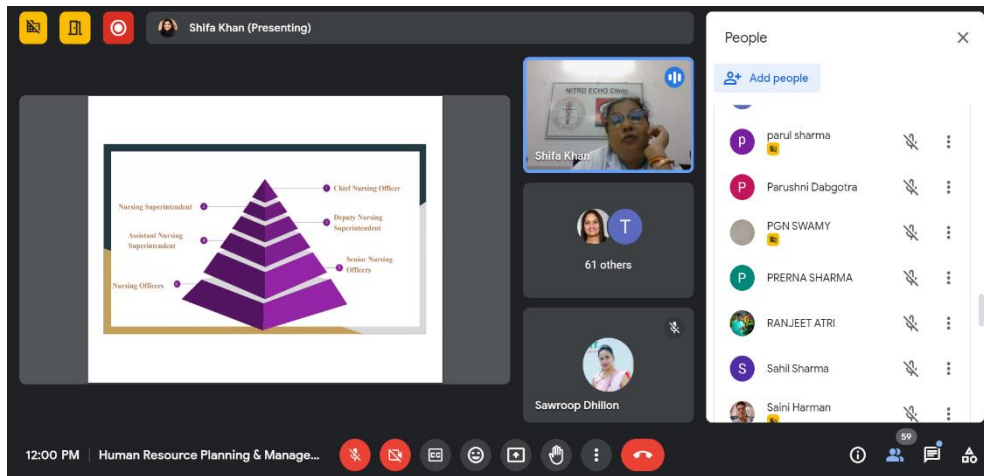 Shifa Khan (Presenting)
Chief Nursing Officer
Nursing Superintendent
Deputy Nursing
Superintendent
Assistant Nursing
Superintendent
Senior Nursing
Officers
Nursing Officers
NITRO ECHO Clinic
Shifa Khan
T
61 others
Sawroop Dhillon
People
Add people
p
parul sharma
P
Parushni Dabgotra
PGN SWAMY
P
PRERNA SHARMA
RANJEET ATRI
S
Sahil Sharma
Saini Harman
12:00 PM | Human Resource Planning & Manage...
CC
59